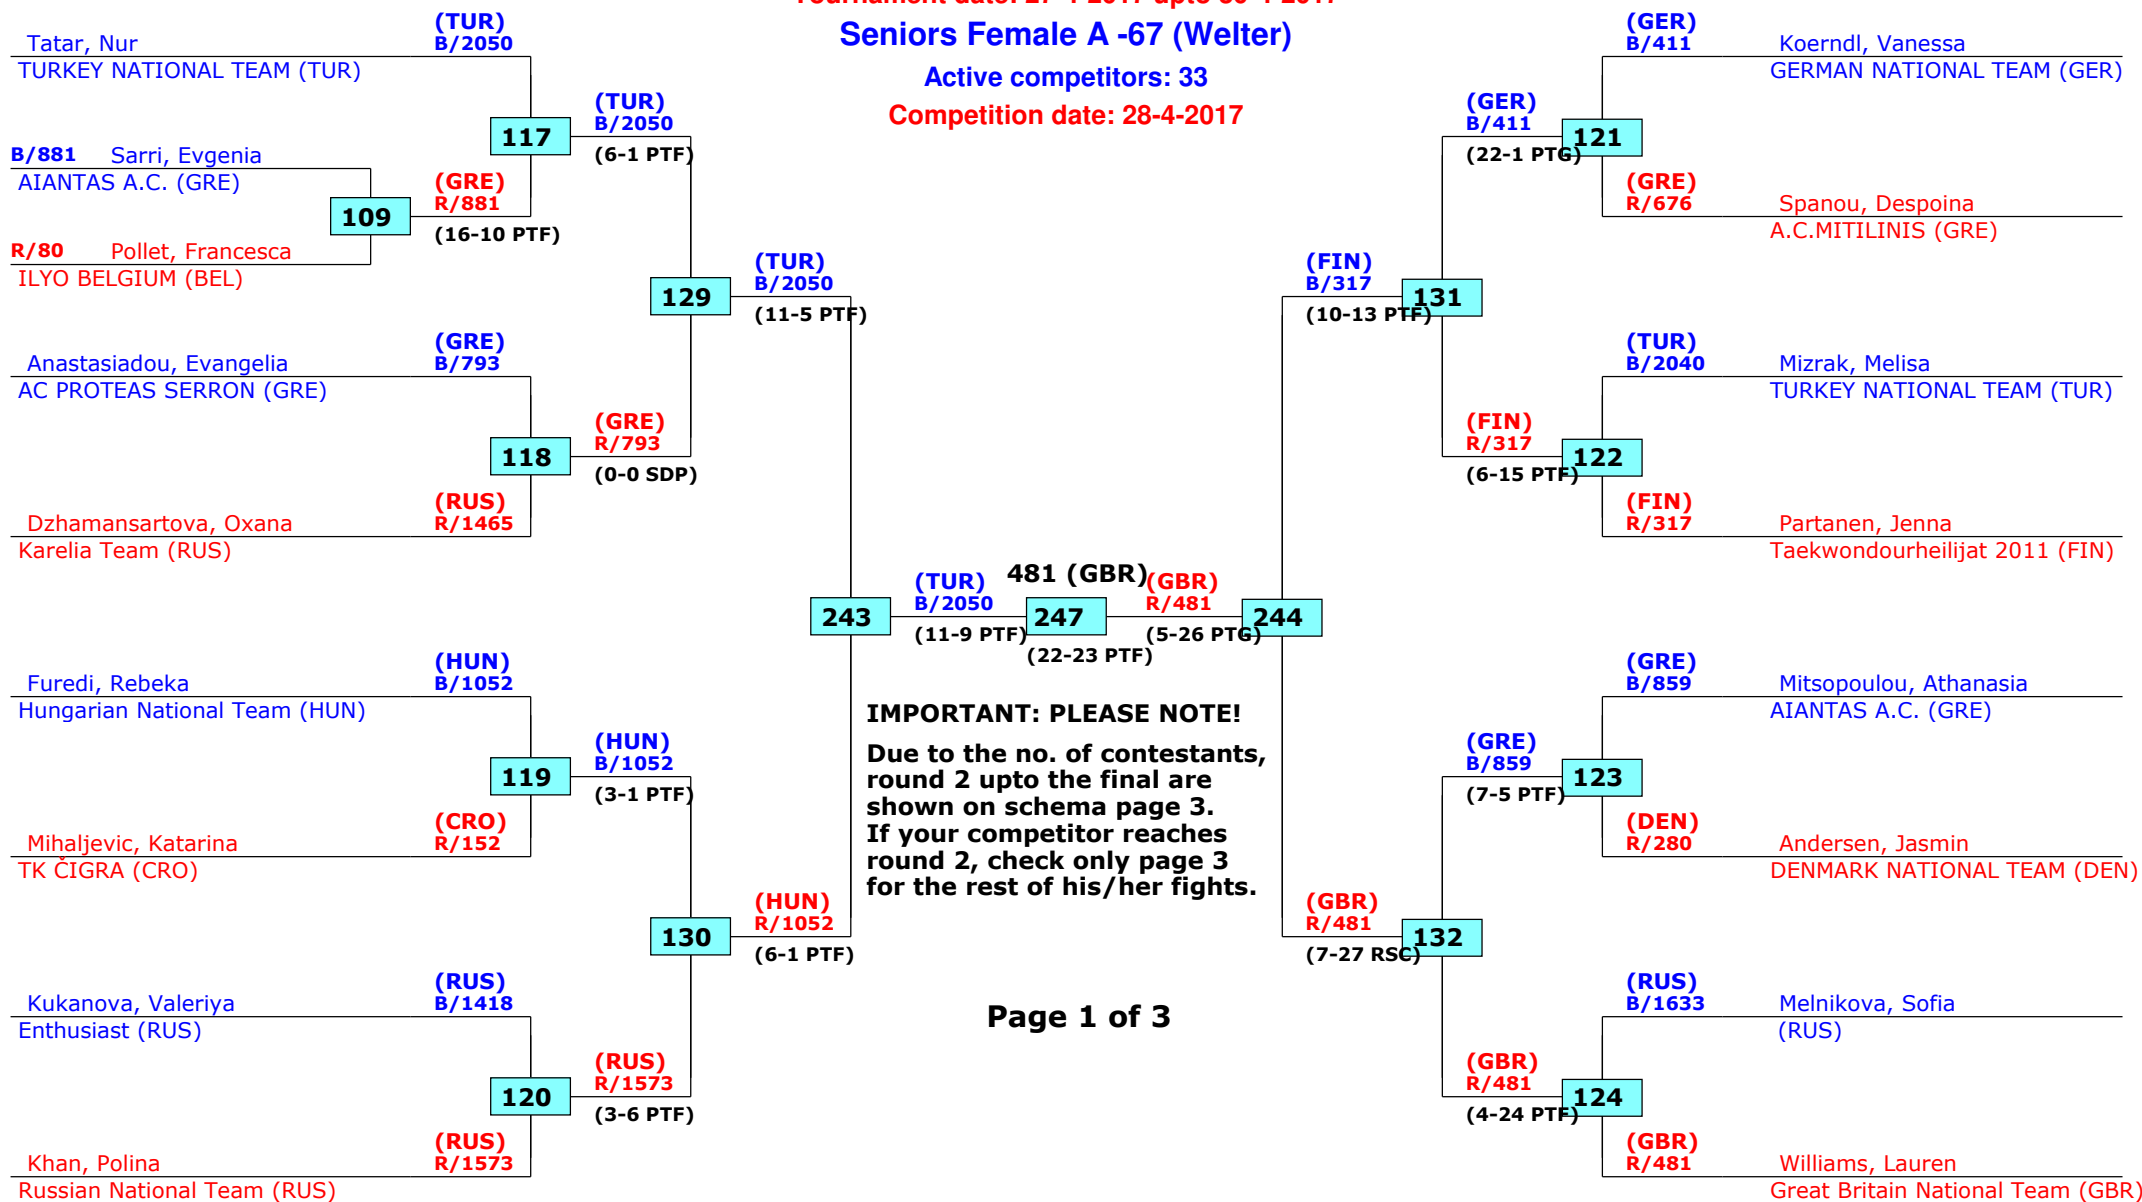 Tournament date: 27-4-2017 upto 30-4-2017
Seniors Female A -67 (Welter)
Active competitors: 33
Competition date: 28-4-2017
Tatar, Nur
(TUR)
B/2050
TURKEY NATIONAL TEAM (TUR)
117
(TUR)
B/2050
(6-1 PTF)
B/881 Sarri, Evgenia
AIANTAS A.C. (GRE)
109
(GRE)
R/881
(16-10 PTF)
R/80 Pollet, Francesca
ILYO BELGIUM (BEL)
129
(TUR)
B/2050
(11-5 PTF)
Anastasiadou, Evangelia
(GRE)
B/793
AC PROTEAS SERRON (GRE)
118
(GRE)
R/793
(0-0 SDP)
Dzhamansartova, Oxana
(RUS)
R/1465
Karelia Team (RUS)
243
(TUR)
B/2050
(11-9 PTF)
481 (GBR)
247
(22-23 PTF)
(GBR)
R/481
(5-26 PTG)
244
Furedi, Rebeka
(HUN)
B/1052
Hungarian National Team (HUN)
119
(HUN)
B/1052
(3-1 PTF)
Mihaljevic, Katarina
(CRO)
R/152
TK ČIGRA (CRO)
130
(HUN)
R/1052
(6-1 PTF)
Kukanova, Valeriya
(RUS)
B/1418
Enthusiast (RUS)
120
(RUS)
R/1573
(3-6 PTF)
Khan, Polina
(RUS)
R/1573
Russian National Team (RUS)
IMPORTANT: PLEASE NOTE!
Due to the no. of contestants,
round 2 upto the final are
shown on schema page 3.
If your competitor reaches
round 2, check only page 3
for the rest of his/her fights.
Page 1 of 3
(GER)
B/411
Koerndl, Vanessa
GERMAN NATIONAL TEAM (GER)
(GER)
B/411
(22-1 PTG)
121
(GRE)
R/676
Spanou, Despoina
A.C.MITILINIS (GRE)
(FIN)
B/317
(10-13 PTF)
131
(TUR)
B/2040
Mizrak, Melisa
TURKEY NATIONAL TEAM (TUR)
(FIN)
R/317
(6-15 PTF)
122
(FIN)
R/317
Partanen, Jenna
Taekwondourheilijat 2011 (FIN)
(GRE)
B/859
Mitsopoulou, Athanasia
AIANTAS A.C. (GRE)
(GRE)
B/859
(7-5 PTF)
123
(DEN)
R/280
Andersen, Jasmin
DENMARK NATIONAL TEAM (DEN)
(GBR)
R/481
(7-27 RSC)
132
(RUS)
B/1633
Melnikova, Sofia
(RUS)
(GBR)
R/481
(4-24 PTF)
124
(GBR)
R/481
Williams, Lauren
Great Britain National Team (GBR)